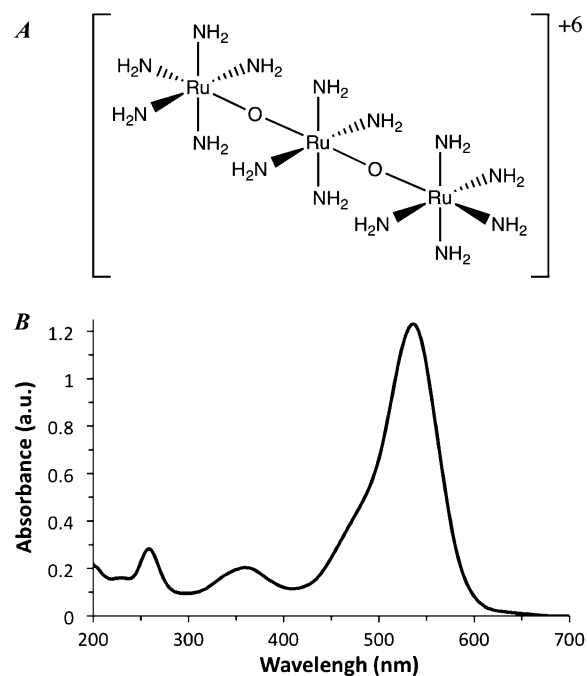 A
+6
NH2
H2N NH2
Ru
H2N O NH2
NH2 Ru NH2
H2N O NH2
NH2 Ru NH2
H2N NH2
NH2
B
Absorbance (a.u.)
1.2
1
0.8
0.6
0.4
0.2
0
200 300 400 500 600 700
Wavelengh (nm)